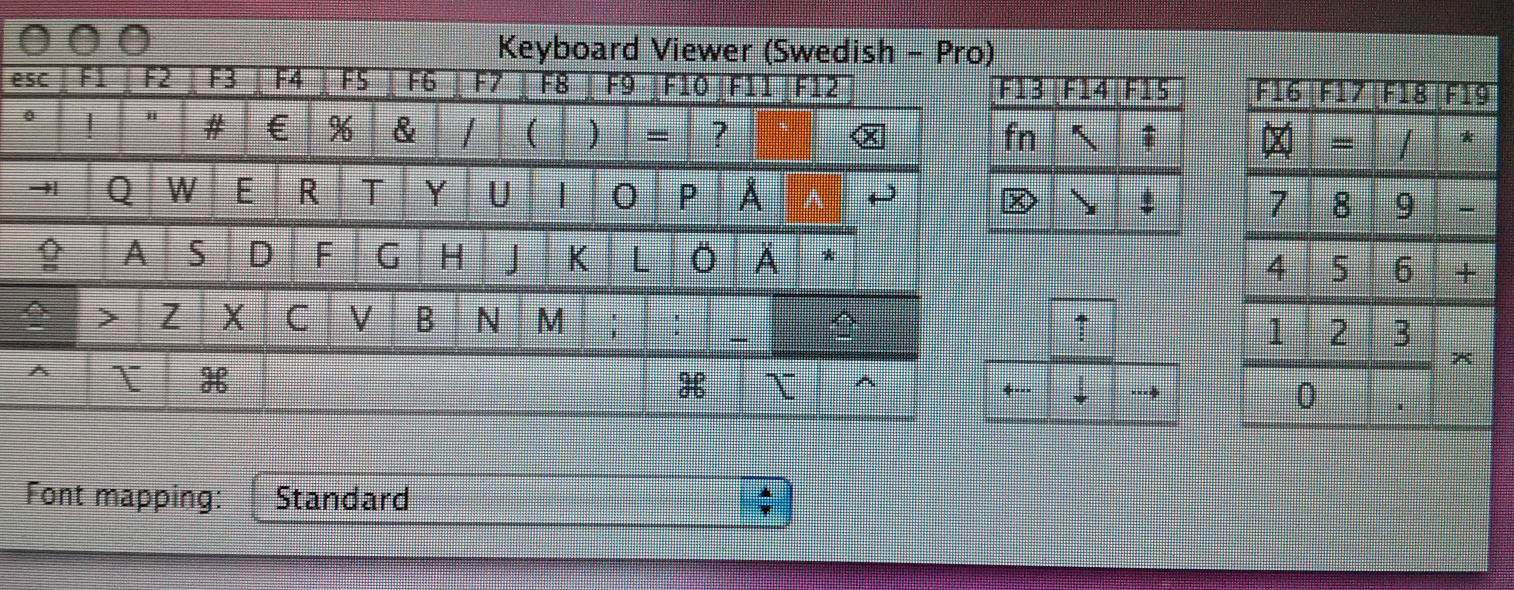 Keyboard Viewer (Swedish – Pro)
esc F1 F2 F3 F4 F5 F6 F7 F8 F9 F10 F11 F12 F13 F14 F15 F16 F17 F18 F19
° ! " # € % & / ( ) = ? ` ⌫ fn ↖ ⇞ ⌧ = / *
⇥ Q W E R T Y U I O P Å ^ ↩ ⌦ ↘ ⇟ 7 8 9 -
⇪ A S D F G H J K L Ö Ä * 4 5 6 +
⇧ > Z X C V B N M ; : _ ⇧ ⇡ 1 2 3 ⌤
^ ⌥ ⌘ ⌘ ⌥ ^ ⇠ ⇣ ⇢ 0 .
Font mapping: Standard